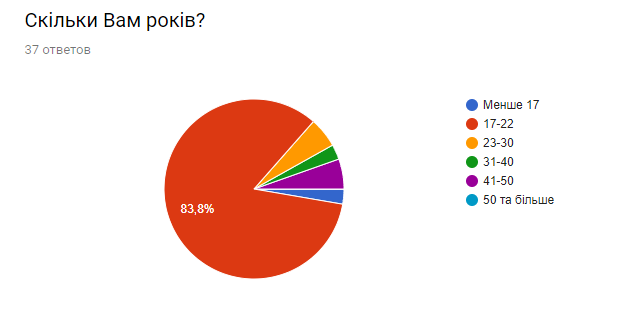 Скільки Вам років?
37 ответов
83,8%
Менше 17
17-22
23-30
31-40
41-50
50 та більше